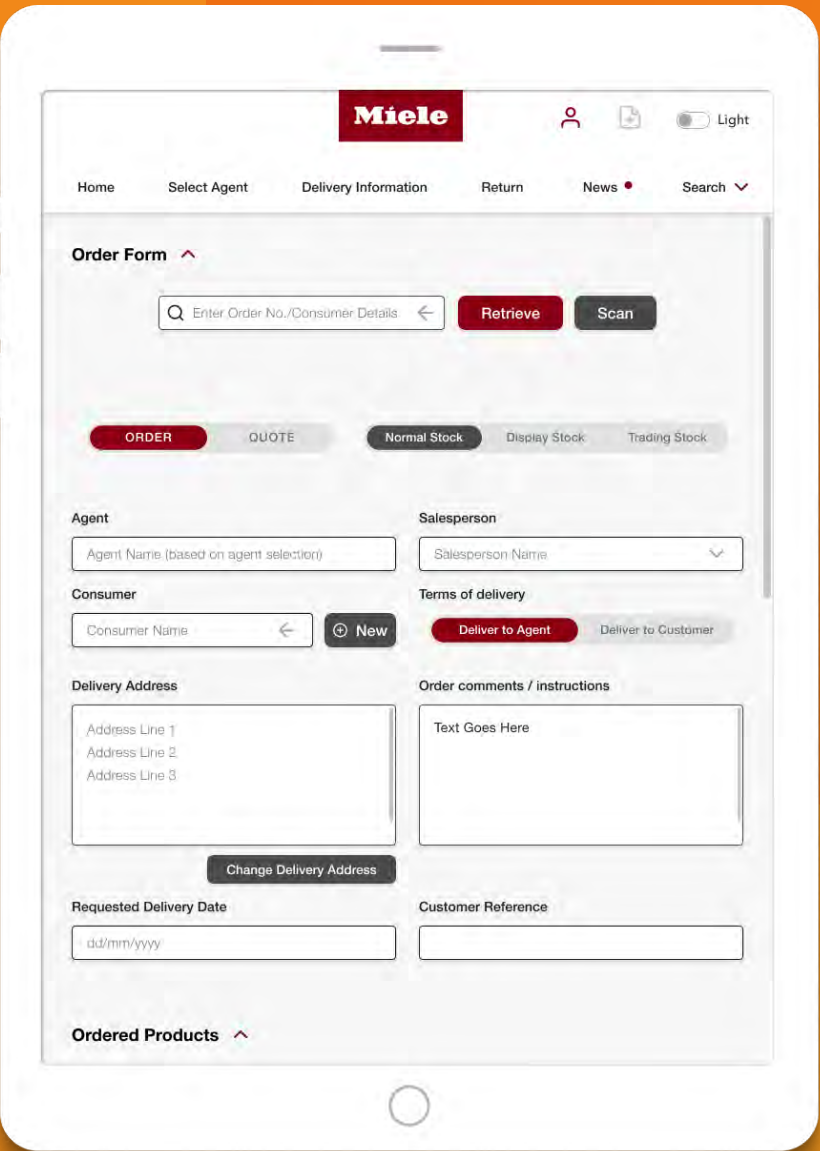 Miele
Light
Home Select Agent Delivery Information Return News Search
Order Form
Enter Order No./Consumer Details Retrieve Scan
ORDER QUOTE Normal Stock Display Stock Trading Stock
Agent Salesperson
Agent Name (based on agent selection) Salesperson Name
Consumer Terms of delivery
Consumer Name New Deliver to Agent Deliver to Customer
Delivery Address Order comments / instructions
Address Line 1 Text Goes Here
Address Line 2
Address Line 3
Change Delivery Address
Requested Delivery Date Customer Reference
dd/mm/yyyy
Ordered Products